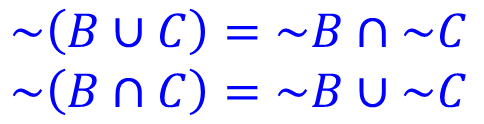 ~(B ∪ C) = ~B ∩ ~C
~(B ∩ C) = ~B ∪ ~C